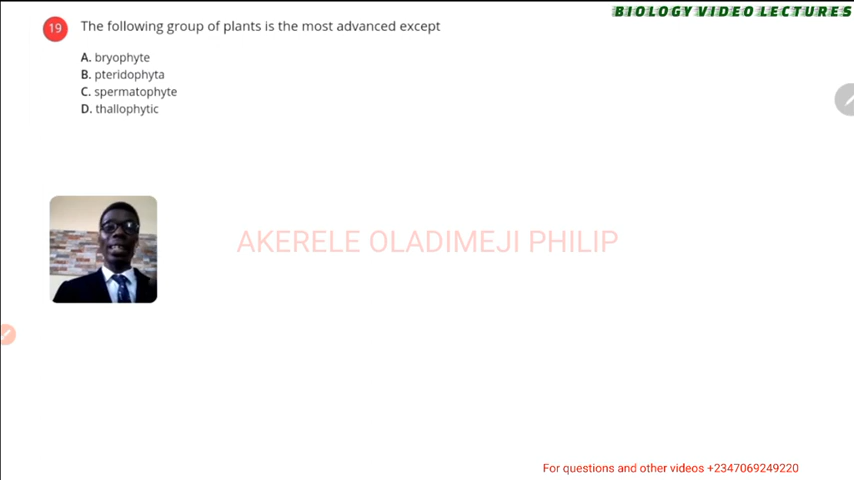 BIOLOGY VIDEO LECTURES
19 The following group of plants is the most advanced except
A. bryophyte
B. pteridophyta
C. spermatophyte
D. thallophytic
AKERELE OLADIMEJI PHILIP
For questions and other videos +2347069249220